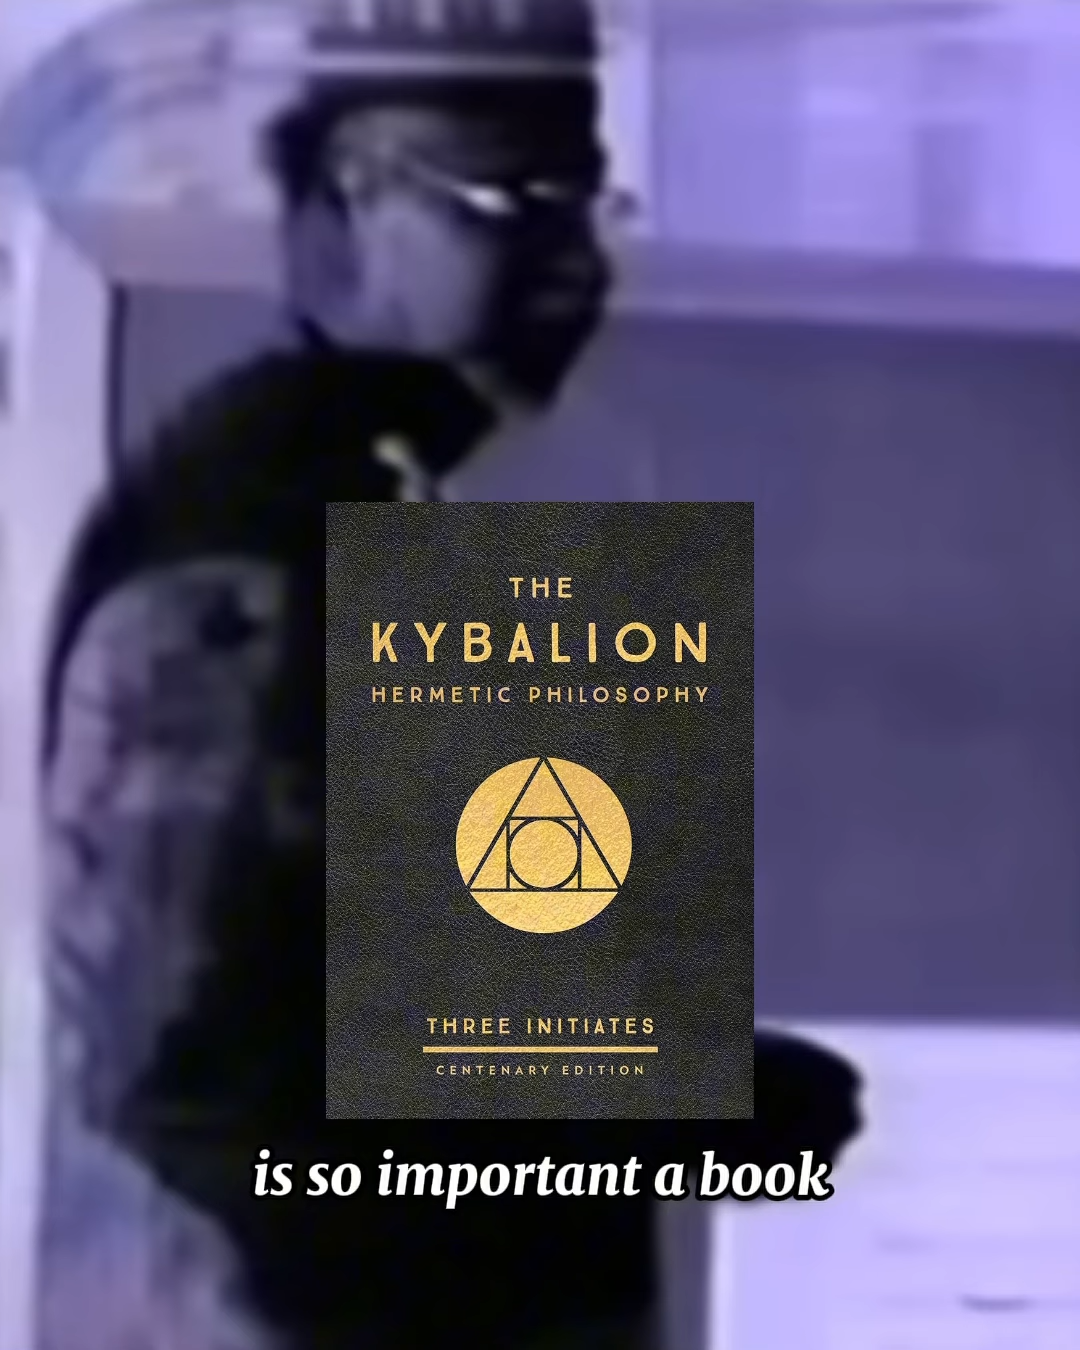 THE
KYBALION
HERMETIC PHILOSOPHY
THREE INITIATES
CENTENARY EDITION
is so important a book